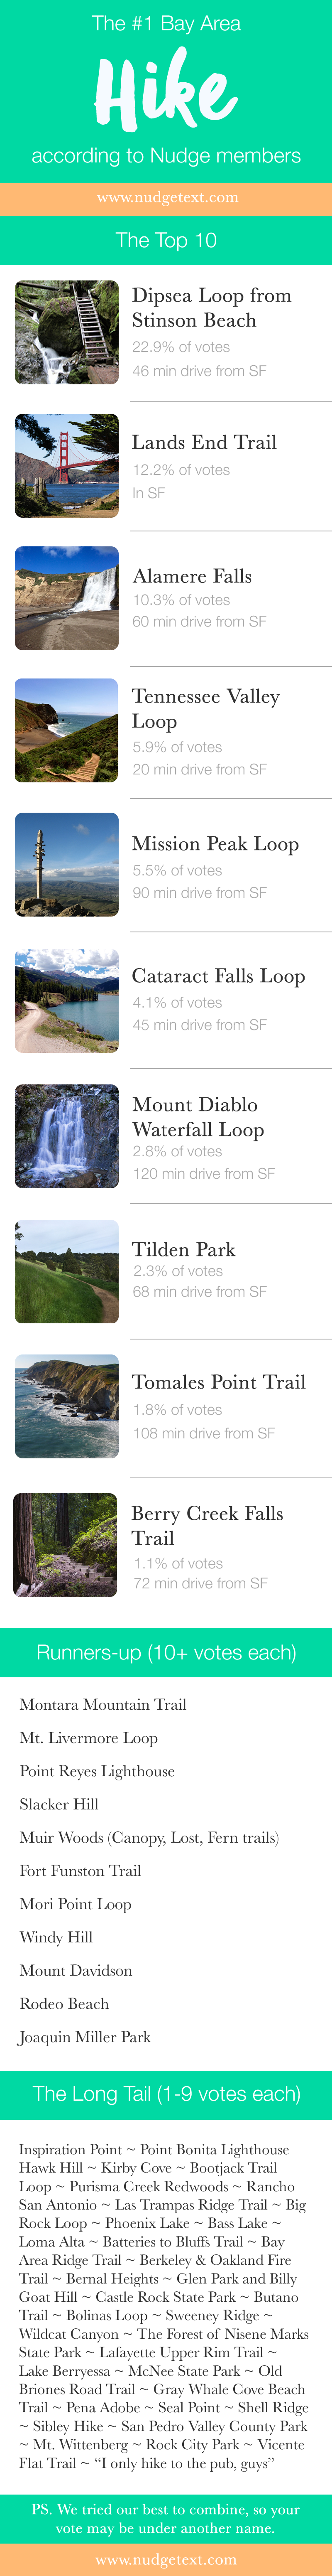 The #1 Bay Area
Hike
according to Nudge members
www.nudgetext.com
The Top 10
Dipsea Loop from
Stinson Beach
22.9% of votes
46 min drive from SF
Lands End Trail
12.2% of votes
In SF
Alamere Falls
10.3% of votes
60 min drive from SF
Tennessee Valley
Loop
5.9% of votes
20 min drive from SF
Mission Peak Loop
5.5% of votes
90 min drive from SF
Cataract Falls Loop
4.1% of votes
45 min drive from SF
Mount Diablo
Waterfall Loop
2.8% of votes
120 min drive from SF
Tilden Park
2.3% of votes
68 min drive from SF
Tomales Point Trail
1.8% of votes
108 min drive from SF
Berry Creek Falls
Trail
1.1% of votes
72 min drive from SF
Runners-up (10+ votes each)
Montara Mountain Trail
Mt. Livermore Loop
Point Reyes Lighthouse
Slacker Hill
Muir Woods (Canopy, Lost, Fern trails)
Fort Funston Trail
Mori Point Loop
Windy Hill
Mount Davidson
Rodeo Beach
Joaquin Miller Park
The Long Tail (1-9 votes each)
Inspiration Point ~ Point Bonita Lighthouse
Hawk Hill ~ Kirby Cove ~ Bootjack Trail
Loop ~ Purisma Creek Redwoods ~ Rancho
San Antonio ~ Las Trampas Ridge Trail ~ Big
Rock Loop ~ Phoenix Lake ~ Bass Lake ~
Loma Alta ~ Batteries to Bluffs Trail ~ Bay
Area Ridge Trail ~ Berkeley & Oakland Fire
Trail ~ Bernal Heights ~ Glen Park and Billy
Goat Hill ~ Castle Rock State Park ~ Butano
Trail ~ Bolinas Loop ~ Sweeney Ridge ~
Wildcat Canyon ~ The Forest of Nisene Marks
State Park ~ Lafayette Upper Rim Trail ~
Lake Berryessa ~ McNee State Park ~ Old
Briones Road Trail ~ Gray Whale Cove Beach
Trail ~ Pena Adobe ~ Seal Point ~ Shell Ridge
~ Sibley Hike ~ San Pedro Valley County Park
~ Mt. Wittenberg ~ Rock City Park ~ Vicente
Flat Trail ~ “I only hike to the pub, guys”
PS. We tried our best to combine, so your
vote may be under another name.
www.nudgetext.com